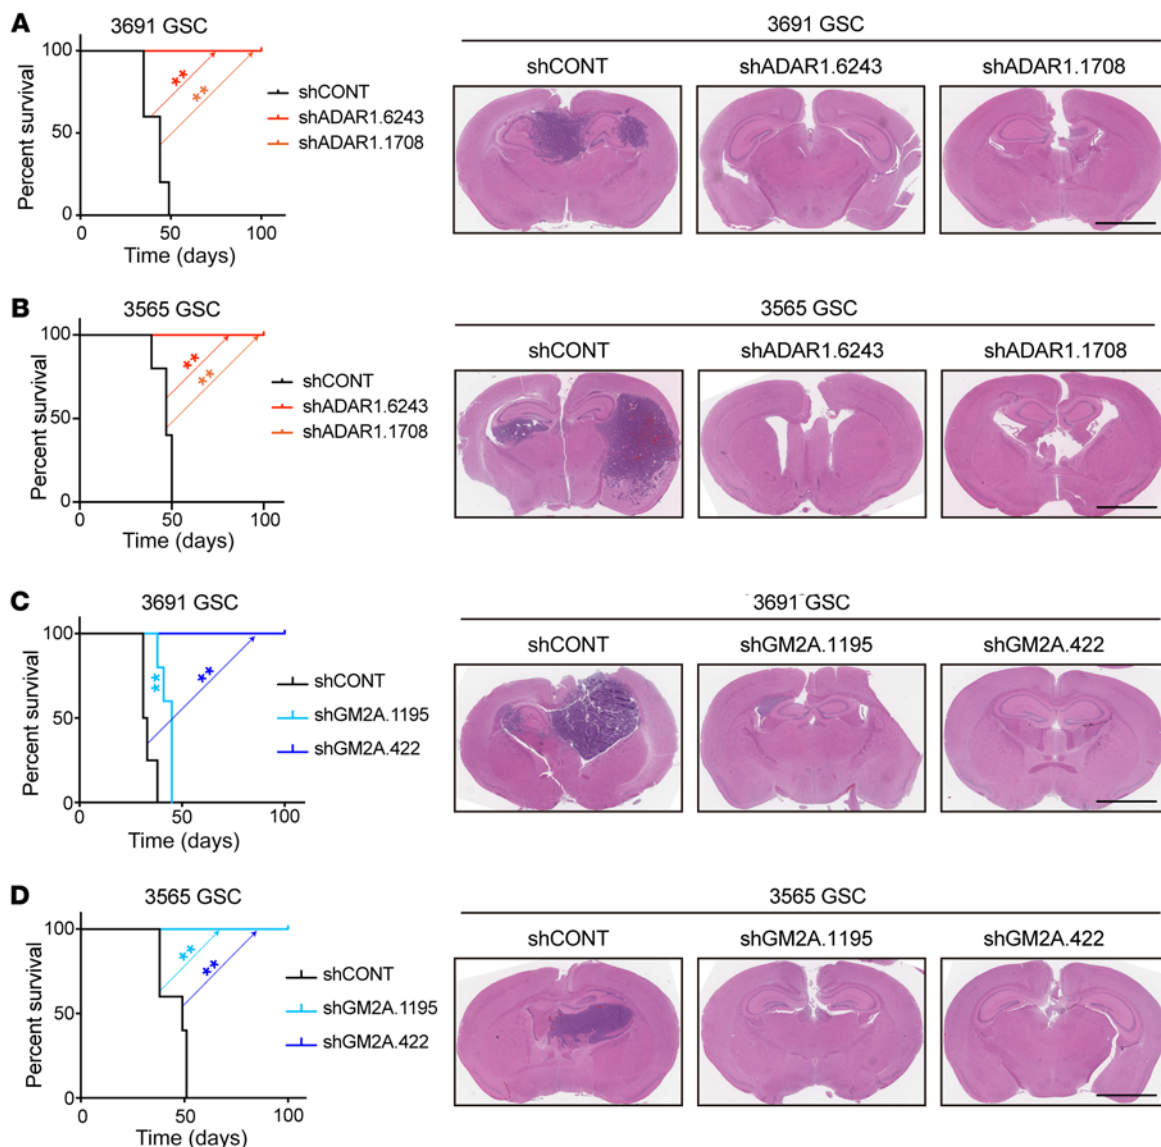 A
3691 GSC
Percent survival
100
50
0
0 50 100
Time (days)
**
**
shCONT
shADAR1.6243
shADAR1.1708
3691 GSC
shCONT shADAR1.6243 shADAR1.1708
B
3565 GSC
Percent survival
100
50
0
0 50 100
Time (days)
**
**
shCONT
shADAR1.6243
shADAR1.1708
3565 GSC
shCONT shADAR1.6243 shADAR1.1708
C
3691 GSC
Percent survival
100
50
0
0 50 100
Time (days)
**
**
shCONT
shGM2A.1195
shGM2A.422
3691 GSC
shCONT shGM2A.1195 shGM2A.422
D
3565 GSC
Percent survival
100
50
0
0 50 100
Time (days)
**
**
shCONT
shGM2A.1195
shGM2A.422
3565 GSC
shCONT shGM2A.1195 shGM2A.422